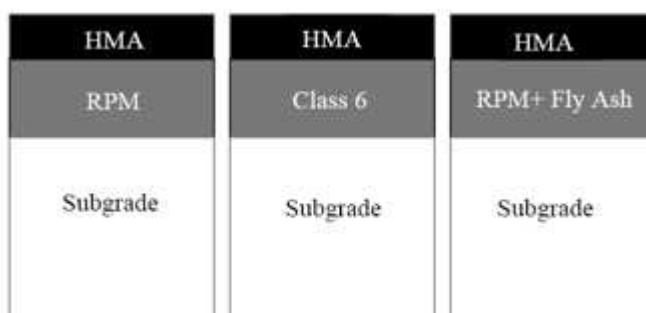 HMA HMA HMA
RPM Class 6 RPM+ Fly Ash
Subgrade Subgrade Subgrade